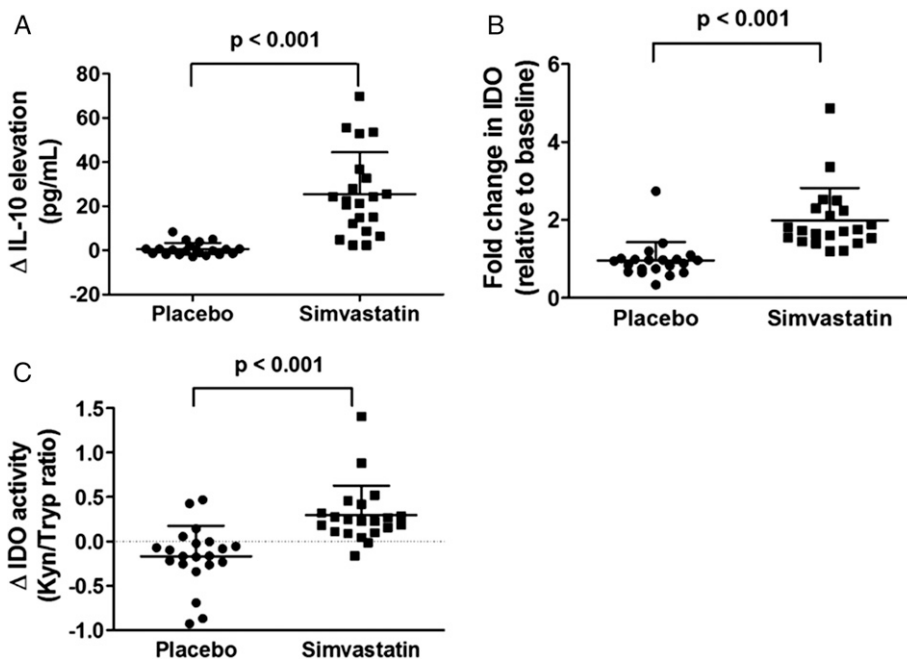 A
p < 0.001
Δ IL-10 elevation
(pg/mL)
80
60
40
20
0
-20
Placebo
Simvastatin
B
p < 0.001
Fold change in IDO
(relative to baseline)
6
4
2
0
Placebo
Simvastatin
C
p < 0.001
Δ IDO activity
(Kyn/Tryp ratio)
1.5
1.0
0.5
0.0
-0.5
-1.0
Placebo
Simvastatin